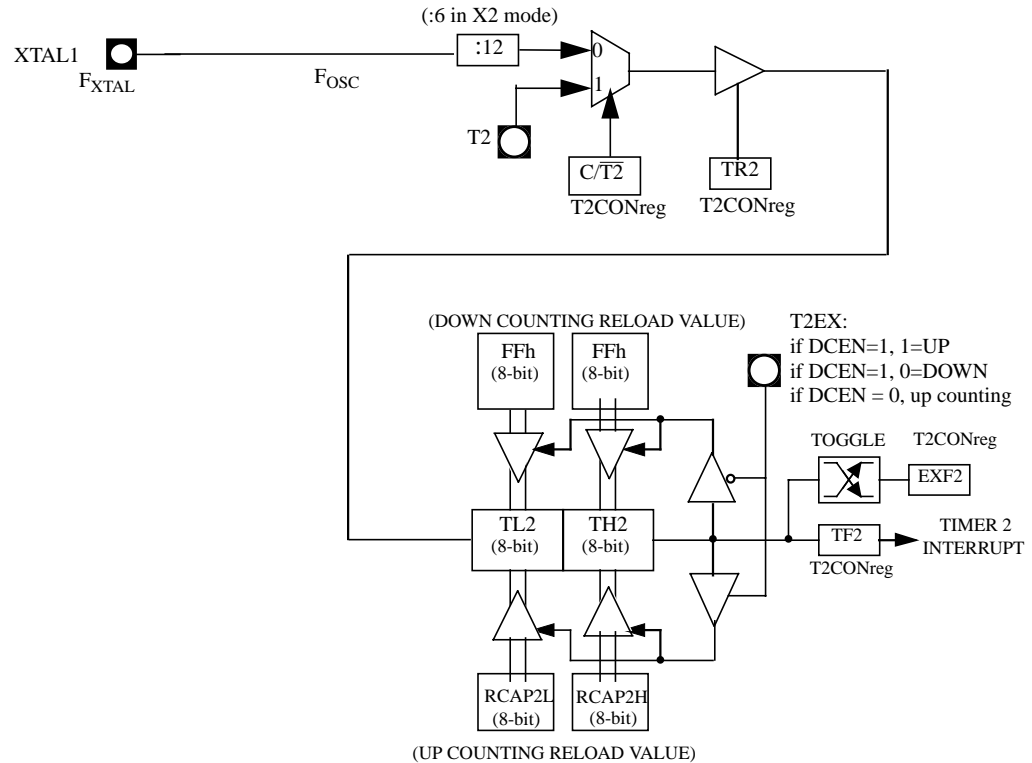 (:6 in X2 mode)
XTAL1
:12
0
FXTAL
FOSC
1
T2
C/T2
TR2
T2CONreg
T2CONreg
(DOWN COUNTING RELOAD VALUE)
T2EX:
if DCEN=1, 1=UP
if DCEN=1, 0=DOWN
if DCEN = 0, up counting
FFh
(8-bit)
FFh
(8-bit)
TOGGLE
T2CONreg
EXF2
TL2
(8-bit)
TH2
(8-bit)
TF2
T2CONreg
TIMER 2
INTERRUPT
RCAP2L
(8-bit)
RCAP2H
(8-bit)
(UP COUNTING RELOAD VALUE)